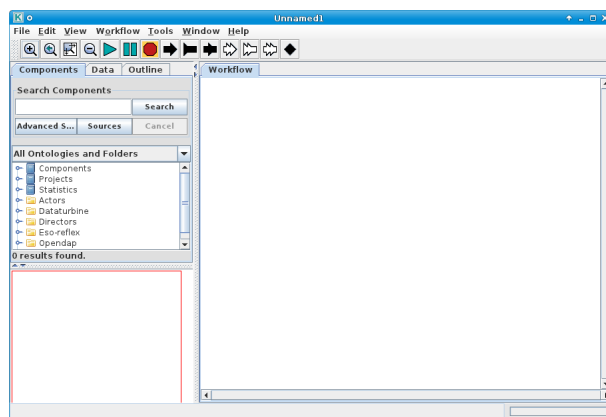 Unnamed1
File Edit View Workflow Tools Window Help
Components Data Outline
Workflow
Search Components
Search
Advanced S... Sources Cancel
All Ontologies and Folders
Components
Projects
Statistics
Actors
Dataturbine
Directors
Eso-reflex
Opendap
0 results found.